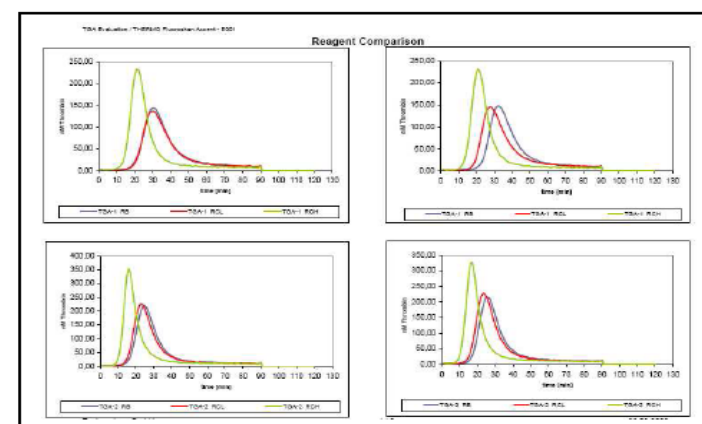 TGA Evaluation / THERMO Fluoroskan Ascent -
Reagent Comparison
250,00
200,00
150,00
100,00
50,00
0,00
nM Thrombin
0 10 20 30 40 50 60 70 80 90 100 110 120 130
time (min)
TGA-1 RB TGA-1 RCL TGA-1 RCH
250,00
200,00
150,00
100,00
50,00
0,00
nM Thrombin
0 10 20 30 40 50 60 70 80 90 100 110 120 130
time (min)
TGA-1 RB TGA-1 RCL TGA-1 RCH
400,00
350,00
300,00
250,00
200,00
150,00
100,00
50,00
0,00
nM Thrombin
0 10 20 30 40 50 60 70 80 90 100 110 120 130
time (min)
TGA-2 RB TGA-2 RCL TGA-2 RCH
350,00
300,00
250,00
200,00
150,00
100,00
50,00
0,00
nM Thrombin
0 10 20 30 40 50 60 70 80 90 100 110 120 130
time (min)
RB RCL RCH